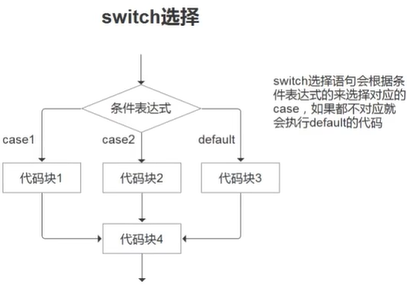 switch选择
switch选择语句会根据条
件表达式的来选择对应的
case，如果都不对应就
会执行default的代码
条件表达式
case1
case2
default
代码块1
代码块2
代码块3
代码块4